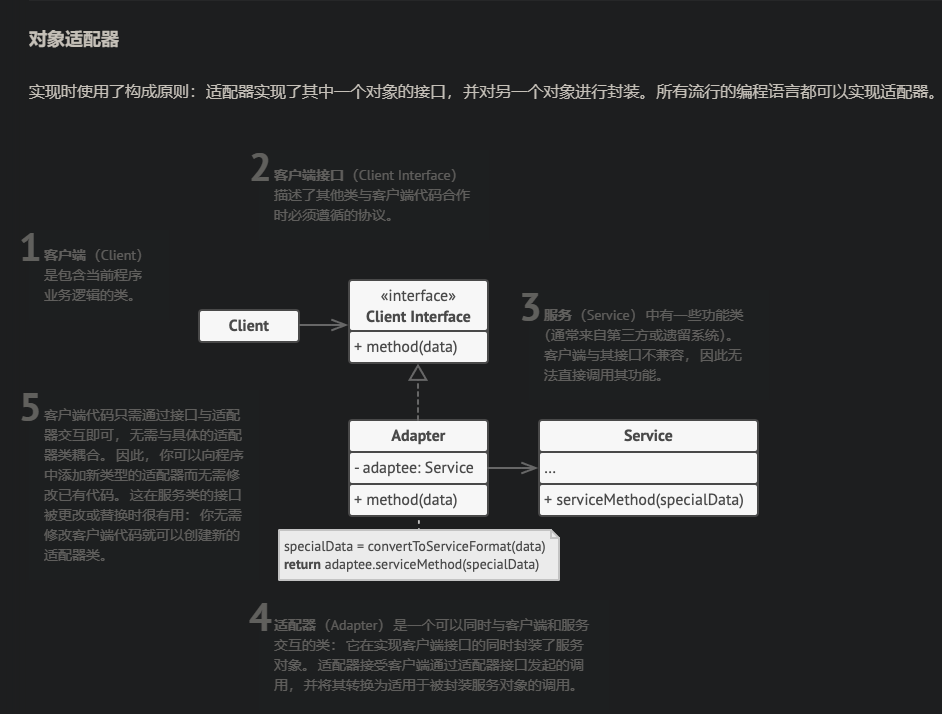 对象适配器
实现时使用了构成原则：适配器实现了其中一个对象的接口，并对另一个对象进行封装。所有流行的编程语言都可以实现适配器。
2
客户端接口（Client Interface）
描述了其他类与客户端代码合作
时必须遵循的协议。
1
客户端（Client）
是包含当前程序
业务逻辑的类。
Client
«interface»
Client Interface
+ method(data)
3
服务（Service）中有一些功能类
（通常来自第三方或遗留系统）。
客户端与其接口不兼容，因此无
法直接调用其功能。
5
客户端代码只需通过接口与适配
器交互即可，无需与具体的适配
器类耦合。因此，你可以向程序
中添加新类型的适配器而无需修
改已有代码。这在服务类的接口
被更改或替换时很有用：你无需
修改客户端代码就可以创建新的
适配器类。
Adapter
- adaptee: Service
+ method(data)
Service
...
+ serviceMethod(specialData)
specialData = convertToServiceFormat(data)
return adaptee.serviceMethod(specialData)
4
适配器（Adapter）是一个可以同时与客户端和服务
交互的类：它在实现客户端接口的同时封装了服务
对象。适配器接受客户端通过适配器接口发起的调
用，并将其转换为适用于被封装服务对象的调用。